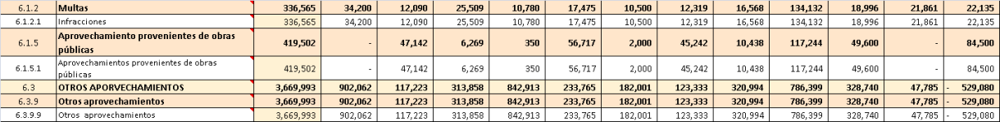 6.1.2 Multas 336,565 34,200 12,090 25,509 10,780 17,475 10,500 12,319 16,568 134,132 18,996 21,861 22,135
6.1.2.1 Infracciones 336,565 34,200 12,090 25,509 10,780 17,475 10,500 12,319 16,568 134,132 18,996 21,861 22,135
6.1.5 Aprovechamiento provenientes de obras
públicas 419,502 - 47,142 6,269 350 56,717 2,000 45,242 10,438 117,244 49,600 - 84,500
6.1.5.1 Aprovechamientos provenientes de obras
públicas 419,502 - 47,142 6,269 350 56,717 2,000 45,242 10,438 117,244 49,600 - 84,500
6.3 OTROS APORVECHAMIENTOS 3,669,993 902,062 117,223 313,858 842,913 233,765 182,001 123,333 320,994 786,399 328,740 47,785 - 529,080
6.3.9 Otros aprovechamientos 3,669,993 902,062 117,223 313,858 842,913 233,765 182,001 123,333 320,994 786,399 328,740 47,785 - 529,080
6.3.9.9 Otros aprovechamientos 3,669,993 902,062 117,223 313,858 842,913 233,765 182,001 123,333 320,994 786,399 328,740 47,785 - 529,080